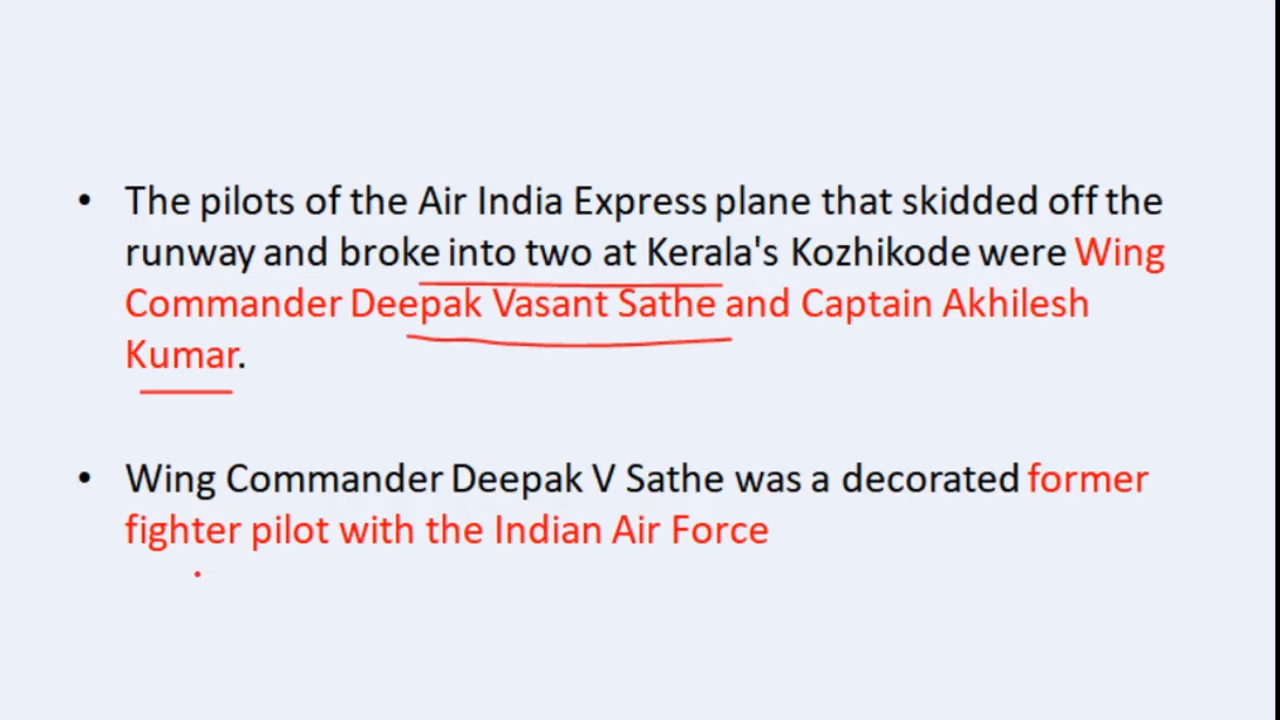 • The pilots of the Air India Express plane that skidded off the
runway and broke into two at Kerala's Kozhikode were Wing
Commander Deepak Vasant Sathe and Captain Akhilesh
Kumar.
• Wing Commander Deepak V Sathe was a decorated former
fighter pilot with the Indian Air Force